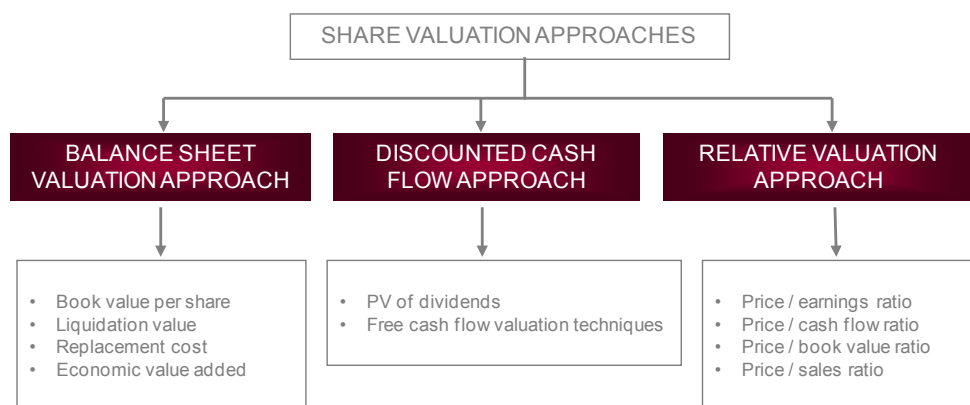 SHARE VALUATION APPROACHES
BALANCE SHEET
VALUATION APPROACH
• Book value per share
• Liquidation value
• Replacement cost
• Economic value added
DISCOUNTED CASH
FLOW APPROACH
• PV of dividends
• Free cash flow valuation techniques
RELATIVE VALUATION
APPROACH
• Price / earnings ratio
• Price / cash flow ratio
• Price / book value ratio
• Price / sales ratio